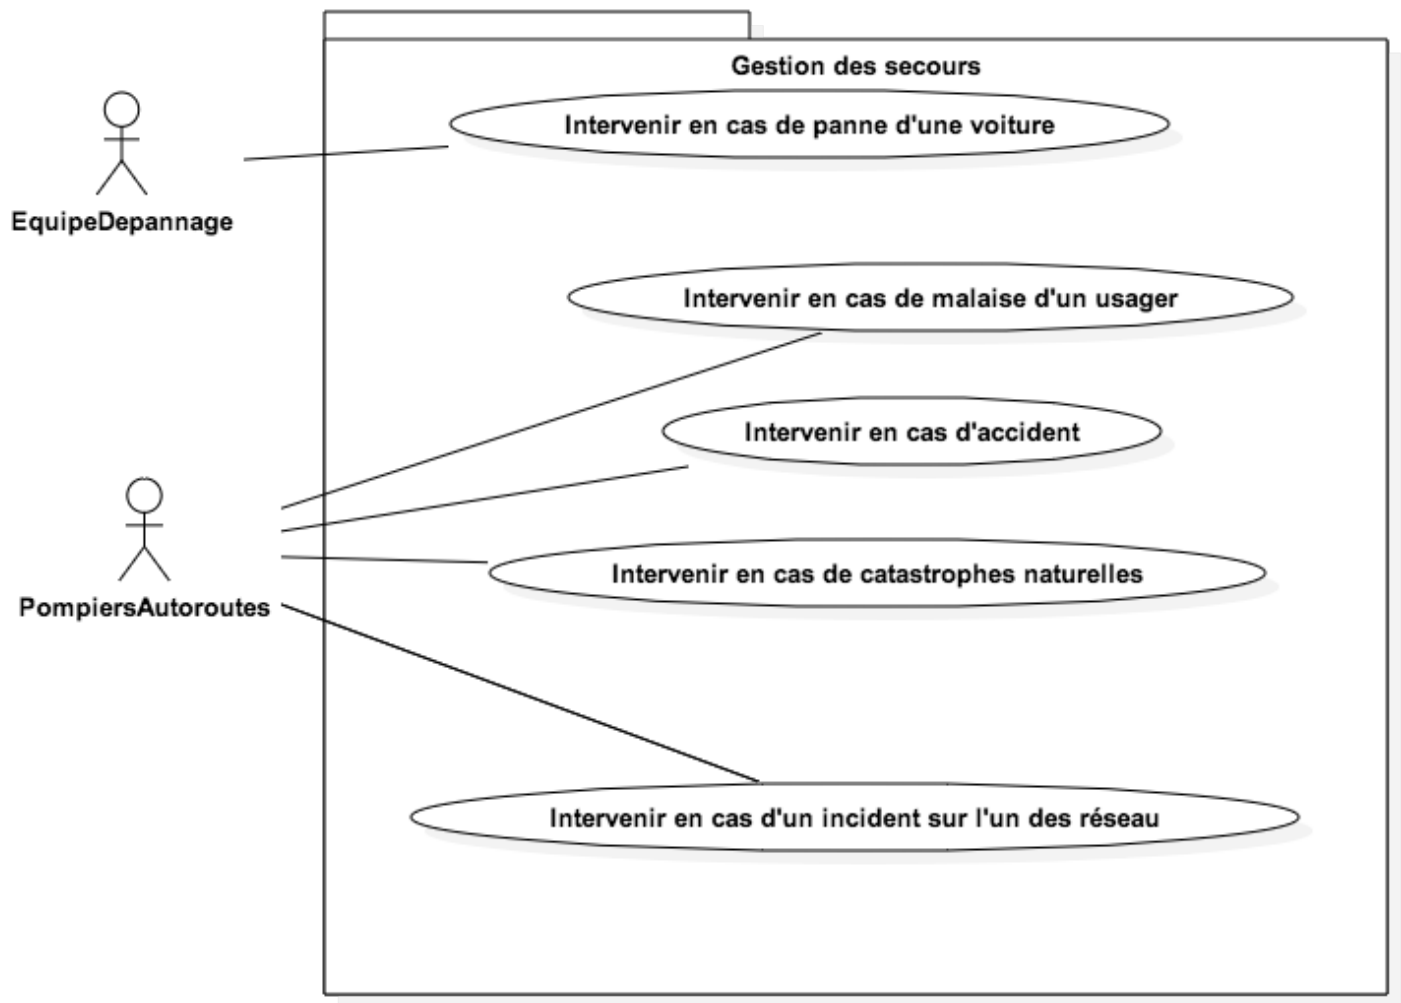 Gestion des secours
Intervenir en cas de panne d'une voiture
EquipeDepannage
Intervenir en cas de malaise d'un usager
Intervenir en cas d'accident
Intervenir en cas de catastrophes naturelles
PompiersAutoroutes
Intervenir en cas d'un incident sur l'un des réseau